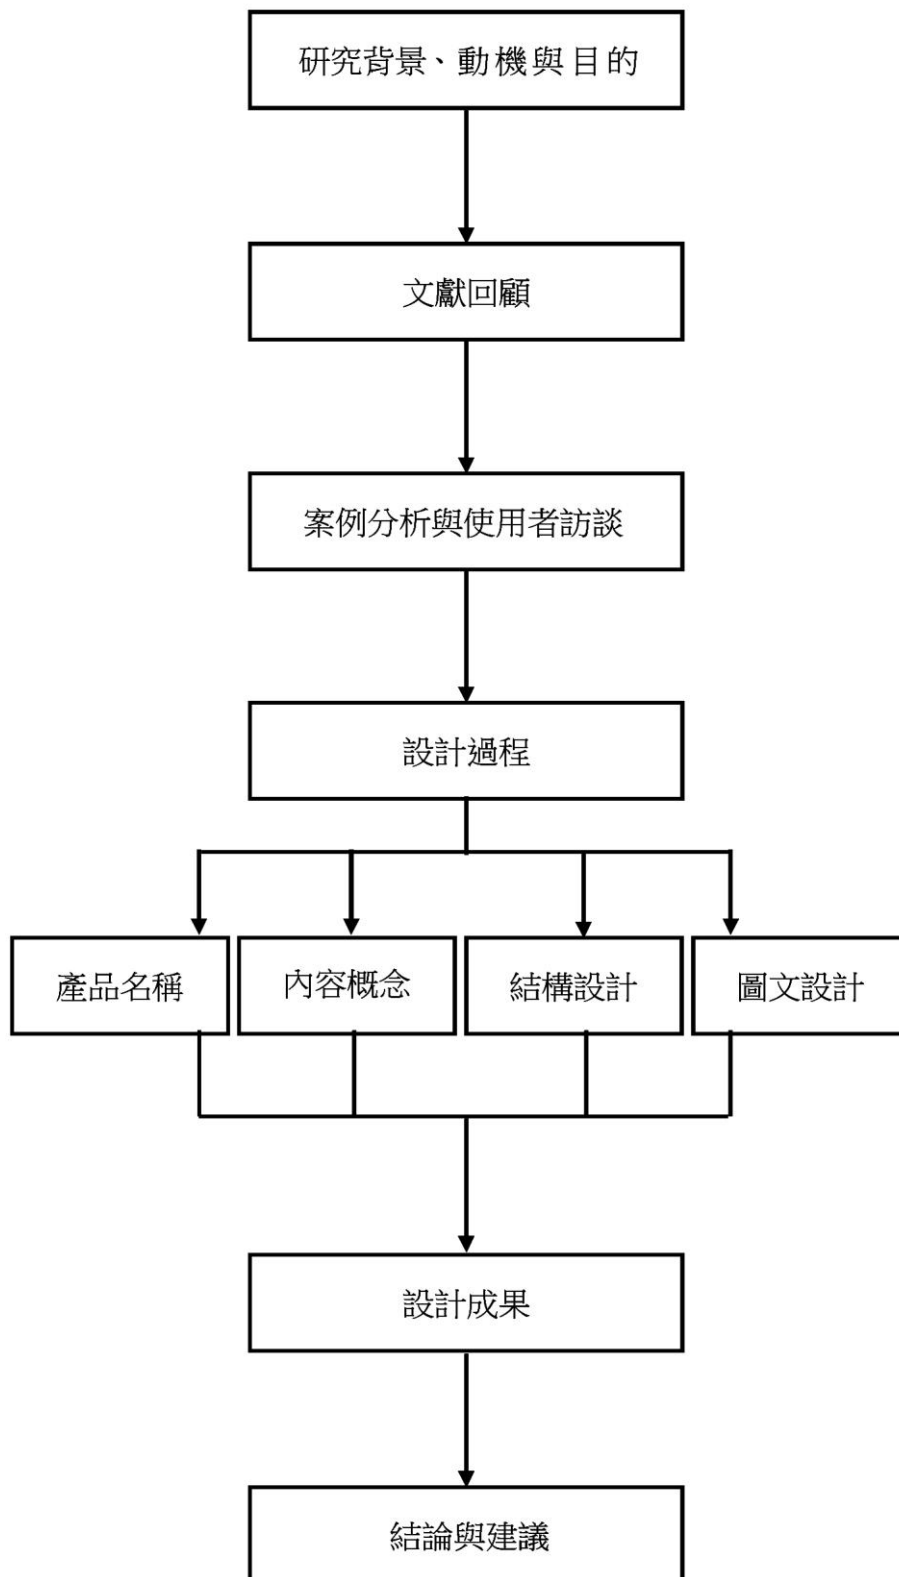 研究背景、動機與目的
文獻回顧
案例分析與使用者訪談
設計過程
產品名稱
內容概念
結構設計
圖文設計
設計成果
結論與建議